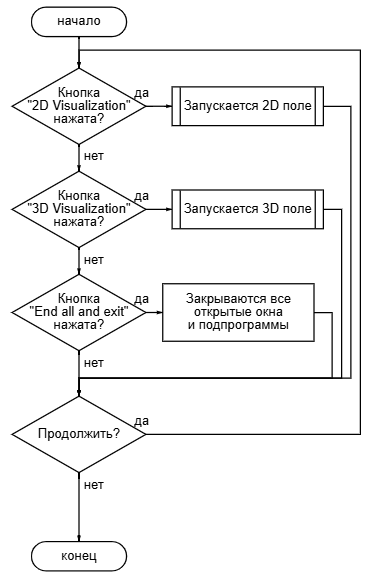 начало
Кнопка
"2D Visualization"
нажата?
да
Запускается 2D поле
нет
Кнопка
"3D Visualization"
нажата?
да
Запускается 3D поле
нет
Кнопка
"End all and exit"
нажата?
да
Закрываются все
открытые окна
и подпрограммы
нет
Продолжить?
да
нет
конец